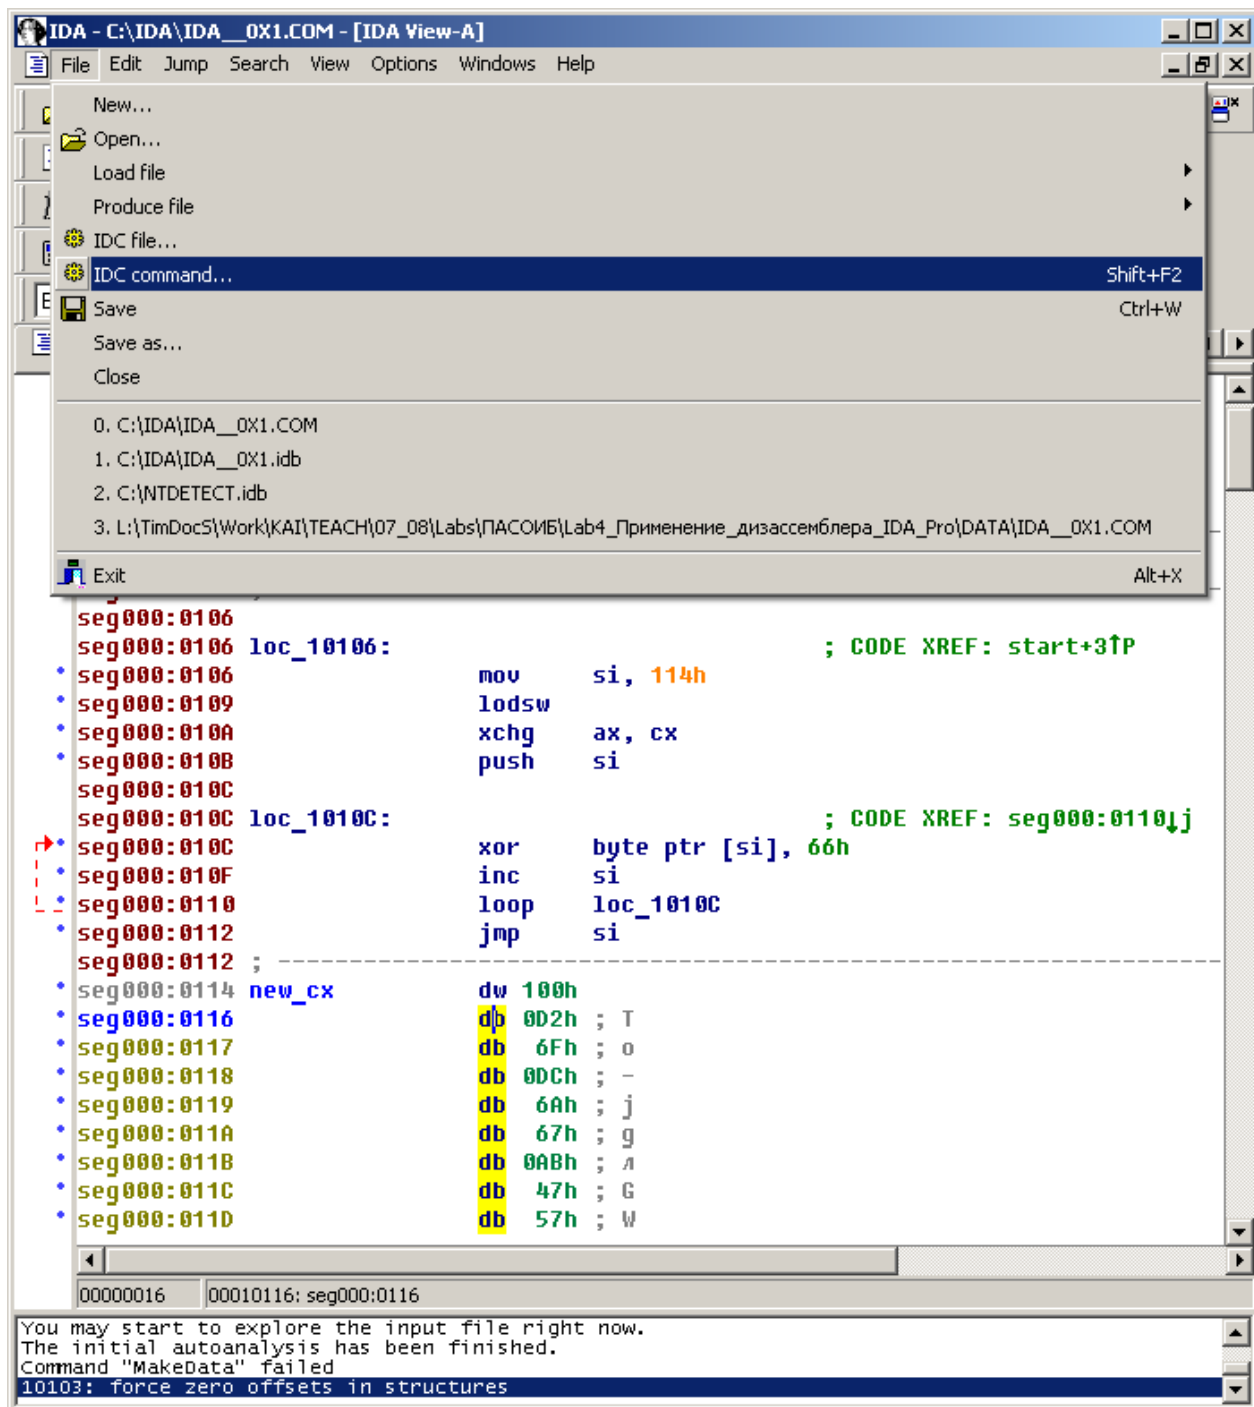 IDA - C:\IDA\IDA__0X1.COM - [IDA View-A]
File Edit Jump Search View Options Windows Help
New...
Open...
Load file
Produce file
IDC file...
IDC command... Shift+F2
Save Ctrl+W
Save as...
Close
0. C:\IDA\IDA__0X1.COM
1. C:\IDA\IDA__0X1.idb
2. C:\NTDETECT.idb
3. L:\TimDocS\Work\KAI\TEACH\07_08\Labs\ПАСОИБ\Lab4_Применение_дизассемблера_IDA_Pro\DATA\IDA__0X1.COM
Exit Alt+X
seg000:0106
seg000:0106 loc_10106: ; CODE XREF: start+3↑P
seg000:0106 mov si, 114h
seg000:0109 lodsw
seg000:010A xchg ax, cx
seg000:010B push si
seg000:010C
seg000:010C loc_1010C: ; CODE XREF: seg000:0110↓j
seg000:010C xor byte ptr [si], 66h
seg000:010F inc si
seg000:0110 loop loc_1010C
seg000:0112 jmp si
seg000:0112 ; ---------------------------------------------------------------------------
seg000:0114 new_cx dw 100h
seg000:0116 db 0D2h ; T
seg000:0117 db 6Fh ; o
seg000:0118 db 0DCh ; -
seg000:0119 db 6Ah ; j
seg000:011A db 67h ; g
seg000:011B db 0ABh ; л
seg000:011C db 47h ; G
seg000:011D db 57h ; W
00000016 00010116: seg000:0116
You may start to explore the input file right now.
The initial autoanalysis has been finished.
Command "MakeData" failed
10103: force zero offsets in structures